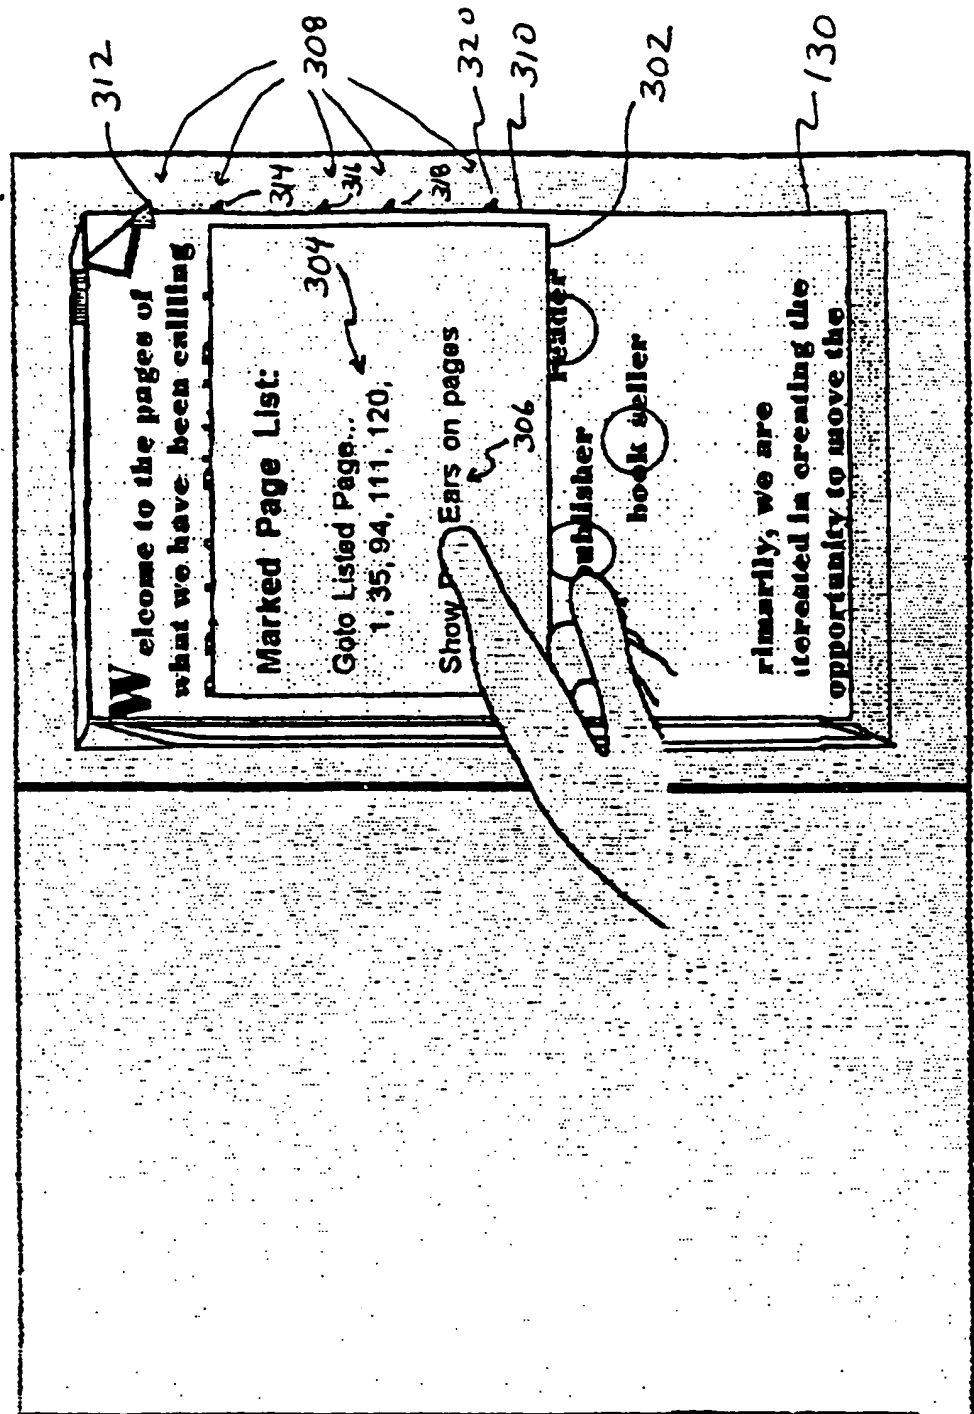 312
308
320
310
302
130
314
316
318
Welcome to the pages of
what we have been callling
Marked Page List:
304
Goto Listed Page...
1, 35, 94, 111, 120,
Show
Ears on pages
306
reader
publisher
book seller
rimarily, we are
iterested in creating the
opportunity to move the